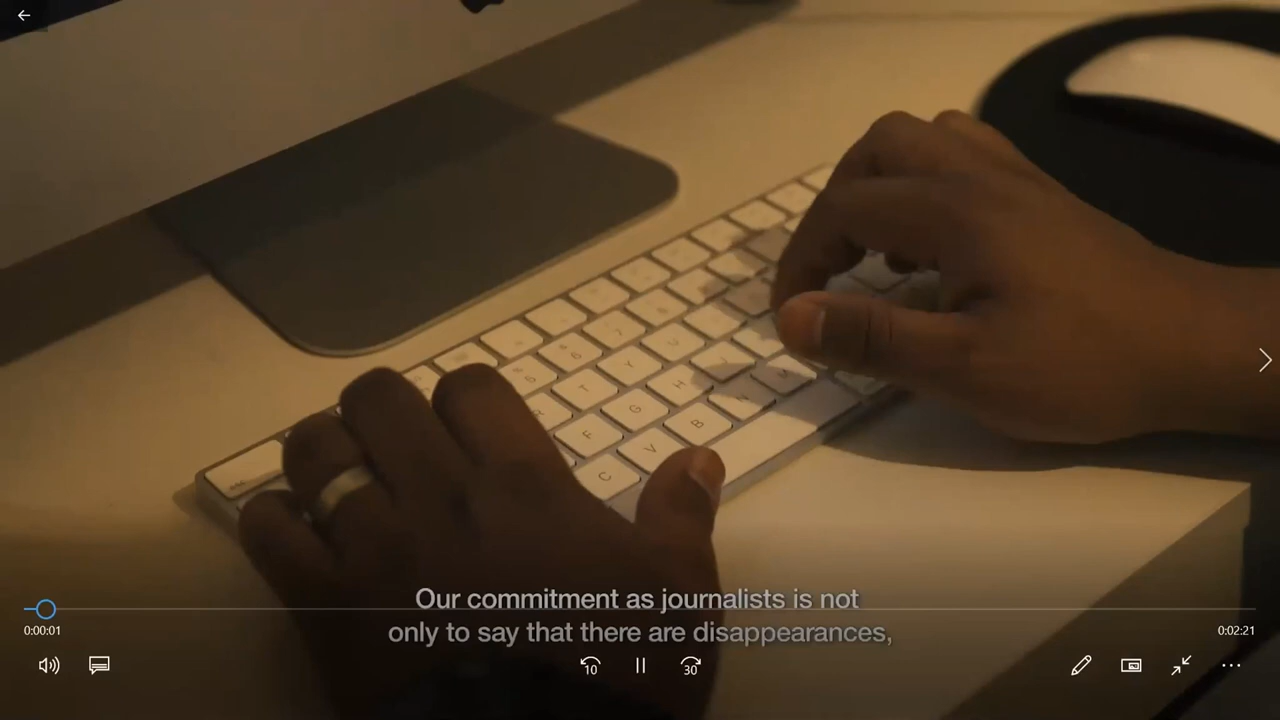 T
Y
U
G
H
J
F
V
B
N
C
Our commitment as journalists is not
only to say that there are disappearances,
0:00:01
0:02:21
10
30